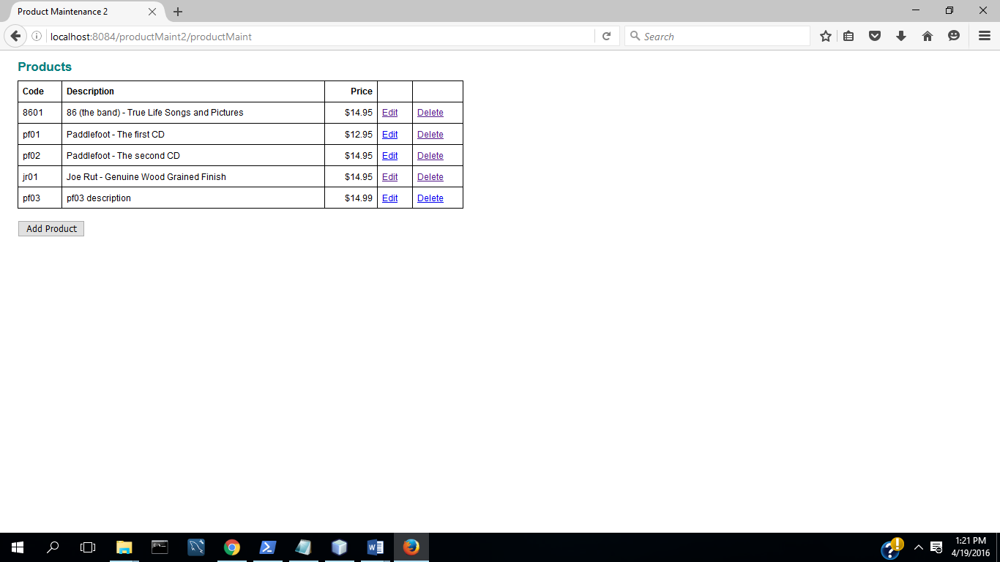 Product Maintenance 2
localhost:8084/productMaint2/productMaint
Search
Products
Code Description Price
8601 86 (the band) - True Life Songs and Pictures $14.95 Edit Delete
pf01 Paddlefoot - The first CD $12.95 Edit Delete
pf02 Paddlefoot - The second CD $14.95 Edit Delete
jr01 Joe Rut - Genuine Wood Grained Finish $14.95 Edit Delete
pf03 pf03 description $14.99 Edit Delete
Add Product
1:21 PM
4/19/2016